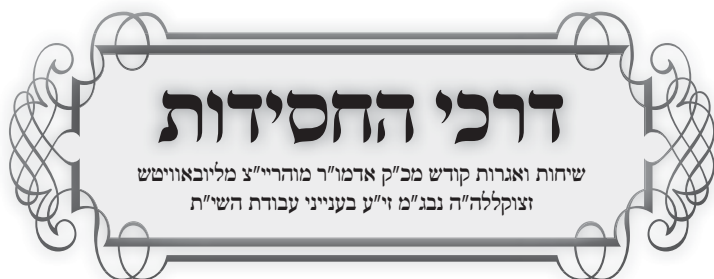 דרכי החסידות
שיחות ואגרות קודש מכ"ק אדמו"ר מוהריי"צ מליובאוויטש
זצוקללה"ה נבג"מ זי"ע בענייני עבודת השי"ת